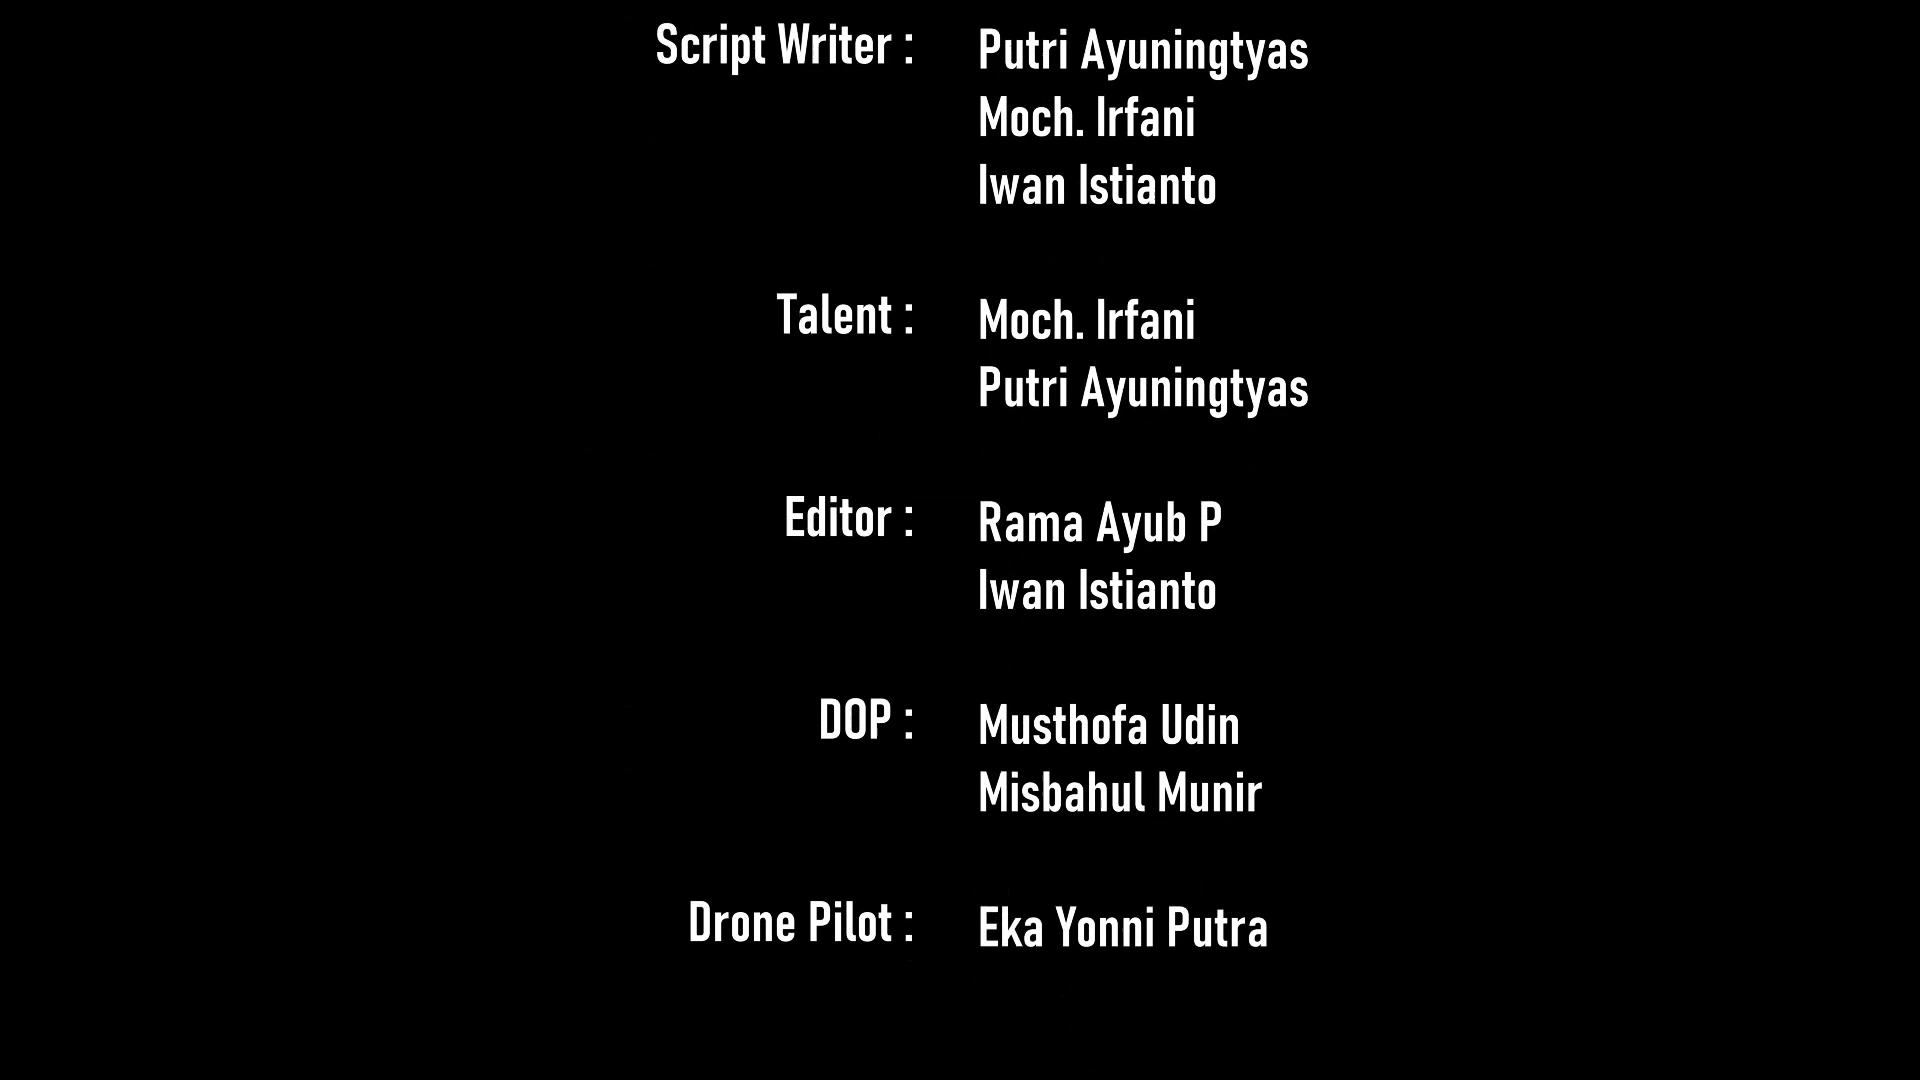 Script Writer : Putri Ayuningtyas
Moch. Irfani
Iwan Istianto
Talent : Moch. Irfani
Putri Ayuningtyas
Editor : Rama Ayub P
Iwan Istianto
DOP : Musthofa Udin
Misbahul Munir
Drone Pilot : Eka Yonni Putra